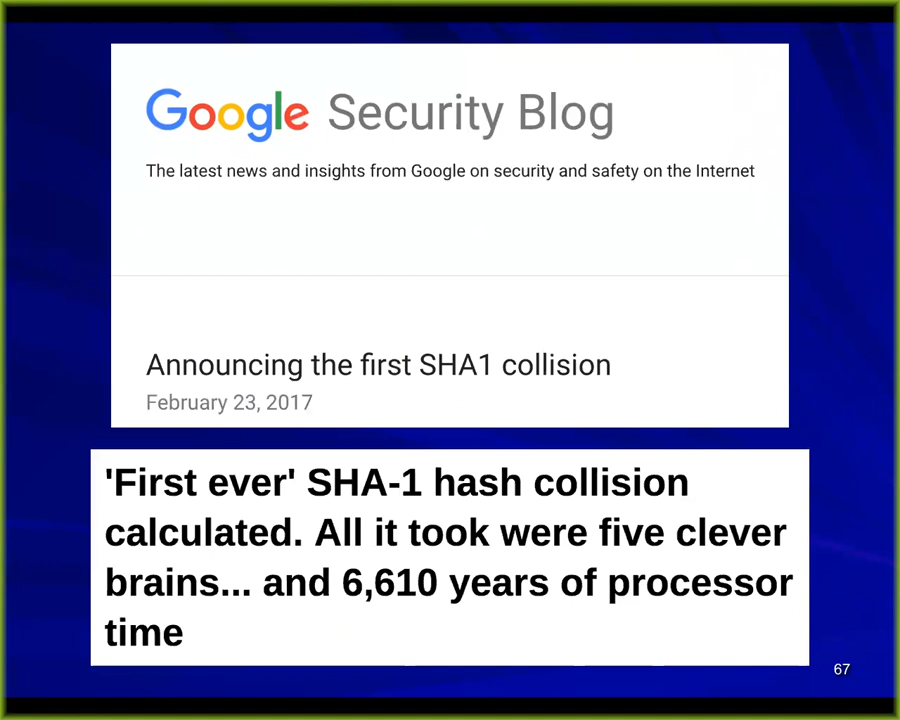 Google Security Blog
The latest news and insights from Google on security and safety on the Internet
Announcing the first SHA1 collision
February 23, 2017
'First ever' SHA-1 hash collision
calculated. All it took were five clever
brains... and 6,610 years of processor
time
67